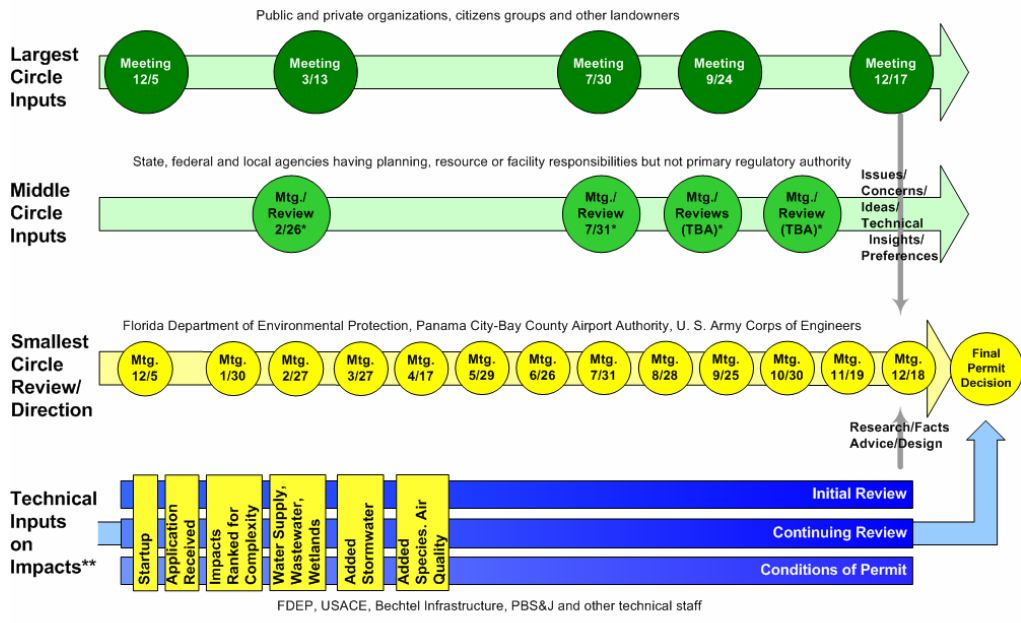 Public and private organizations, citizens groups and other landowners
Largest
Circle
Inputs
Meeting
12/5
Meeting
3/13
Meeting
7/30
Meeting
9/24
Meeting
12/17
State, federal and local agencies having planning, resource or facility responsibilities but not primary regulatory authority
Middle
Circle
Inputs
Mtg./
Review
2/26*
Mtg./
Review
7/31*
Mtg./
Reviews
(TBA)*
Mtg./
Review
(TBA)*
Issues/
Concerns/
Ideas/
Technical
Insights/
Preferences
Florida Department of Environmental Protection, Panama City-Bay County Airport Authority, U. S. Army Corps of Engineers
Smallest
Circle
Review/
Direction
Mtg.
12/5
Mtg.
1/30
Mtg.
2/27
Mtg.
3/27
Mtg.
4/17
Mtg.
5/29
Mtg.
6/26
Mtg.
7/31
Mtg.
8/28
Mtg.
9/25
Mtg.
10/30
Mtg.
11/19
Mtg.
12/18
Final
Permit
Decision
Research/Facts
Advice/Design
Technical
Inputs
on
Impacts**
Startup
Application
Received
Impacts
Ranked for
Complexity
Water Supply,
Wastewater,
Wetlands
Added
Stormwater
Added
Species. Air
Quality
Initial Review
Continuing Review
Conditions of Permit
FDEP, USACE, Bechtel Infrastructure, PBS&J and other technical staff